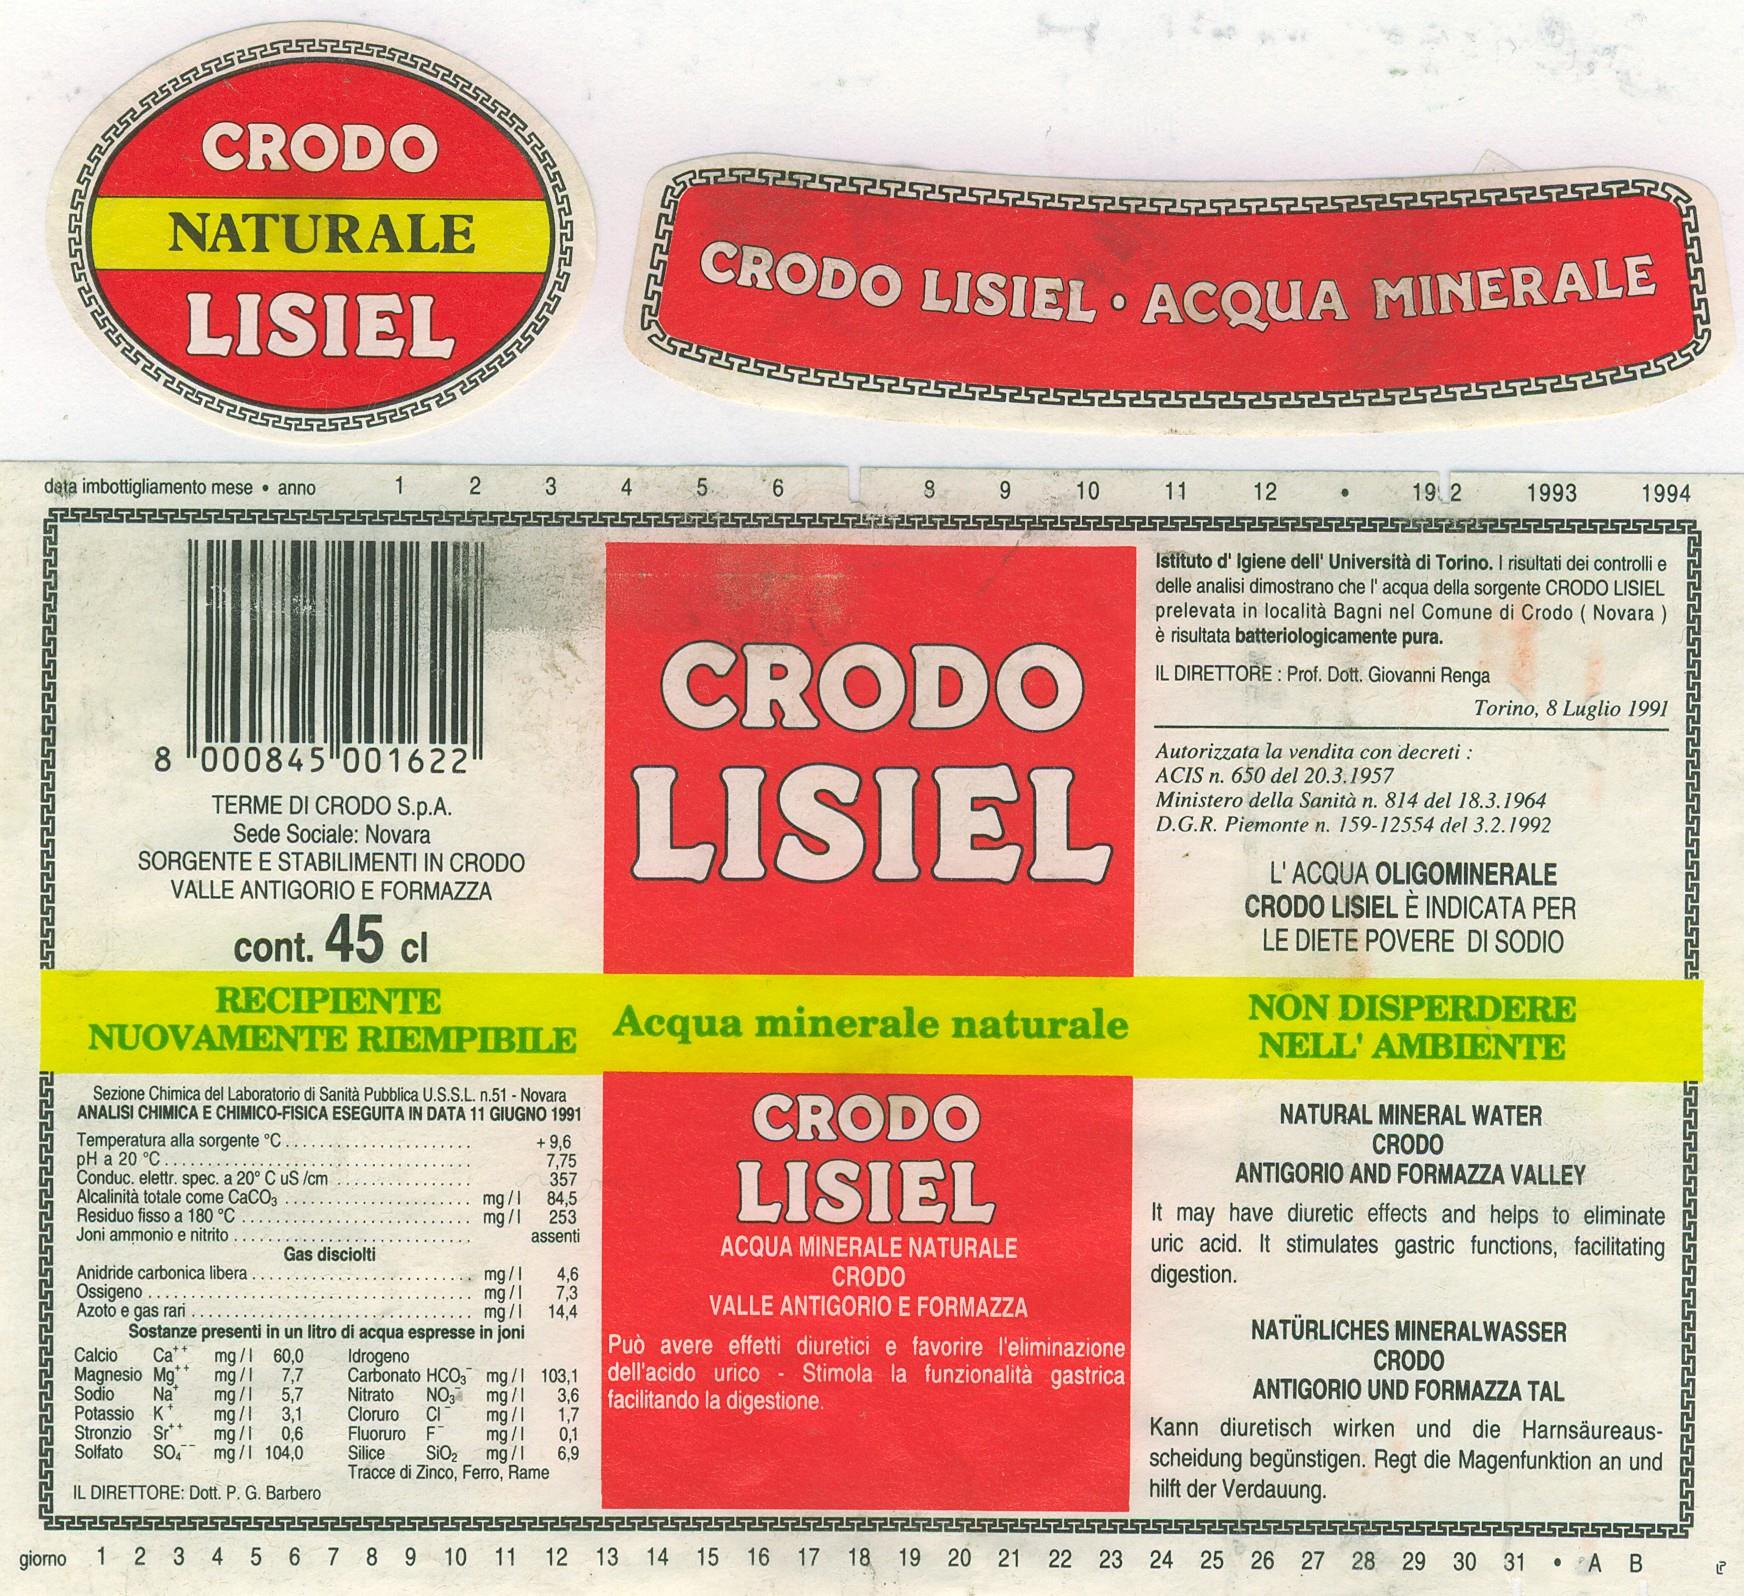 CRODO
NATURALE
LISIEL
CRODO LISIEL • ACQUA MINERALE
data imbottigliamento mese • anno 1 2 3 4 5 6 8 9 10 11 12 • 1992 1993 1994
8 000845 001622
TERME DI CRODO S.p.A.
Sede Sociale: Novara
SORGENTE E STABILIMENTI IN CRODO
VALLE ANTIGORIO E FORMAZZA
cont. 45 cl
CRODO
LISIEL
Istituto d' Igiene dell' Università di Torino. I risultati dei controlli e
delle analisi dimostrano che l' acqua della sorgente CRODO LISIEL
prelevata in località Bagni nel Comune di Crodo ( Novara )
è risultata batteriologicamente pura.
IL DIRETTORE : Prof. Dott. Giovanni Renga
Torino, 8 Luglio 1991
Autorizzata la vendita con decreti :
ACIS n. 650 del 20.3.1957
Ministero della Sanità n. 814 del 18.3.1964
D.G.R. Piemonte n. 159-12554 del 3.2.1992
L' ACQUA OLIGOMINERALE
CRODO LISIEL È INDICATA PER
LE DIETE POVERE DI SODIO
RECIPIENTE
NUOVAMENTE RIEMPIBILE
Acqua minerale naturale
NON DISPERDERE
NELL' AMBIENTE
Sezione Chimica del Laboratorio di Sanità Pubblica U.S.S.L. n.51 - Novara
ANALISI CHIMICA E CHIMICO-FISICA ESEGUITA IN DATA 11 GIUGNO 1991
Temperatura alla sorgente °C + 9,6
pH a 20 °C 7,75
Conduc. elettr. spec. a 20° C uS /cm 357
Alcalinità totale come CaCO₃ mg / l 84,5
Residuo fisso a 180 °C mg / l 253
Joni ammonio e nitrito assenti
Gas disciolti
Anidride carbonica libera mg / l 4,6
Ossigeno mg / l 7,3
Azoto e gas rari mg / l 14,4
Sostanze presenti in un litro di acqua espresse in joni
Calcio Ca⁺⁺ mg / l 60,0 Idrogeno
Magnesio Mg⁺⁺ mg / l 7,7 Carbonato HCO₃⁻ mg / l 103,1
Sodio Na⁺ mg / l 5,7 Nitrato NO₃⁻ mg / l 3,6
Potassio K⁺ mg / l 3,1 Cloruro Cl⁻ mg / l 1,7
Stronzio Sr⁺⁺ mg / l 0,6 Fluoruro F⁻ mg / l 0,1
Solfato SO₄⁻⁻ mg / l 104,0 Silice SiO₂ mg / l 6,9
Tracce di Zinco, Ferro, Rame
IL DIRETTORE: Dott. P. G. Barbero
CRODO
LISIEL
ACQUA MINERALE NATURALE
CRODO
VALLE ANTIGORIO E FORMAZZA
Può avere effetti diuretici e favorire l'eliminazione
dell'acido urico - Stimola la funzionalità gastrica
facilitando la digestione.
NATURAL MINERAL WATER
CRODO
ANTIGORIO AND FORMAZZA VALLEY
It may have diuretic effects and helps to eliminate
uric acid. It stimulates gastric functions, facilitating
digestion.
NATÜRLICHES MINERALWASSER
CRODO
ANTIGORIO UND FORMAZZA TAL
Kann diuretisch wirken und die Harnsäureaus-
scheidung begünstigen. Regt die Magenfunktion an und
hilft der Verdauung.
giorno 1 2 3 4 5 6 7 8 9 10 11 12 13 14 15 16 17 18 19 20 21 22 23 24 25 26 27 28 29 30 31 • A B